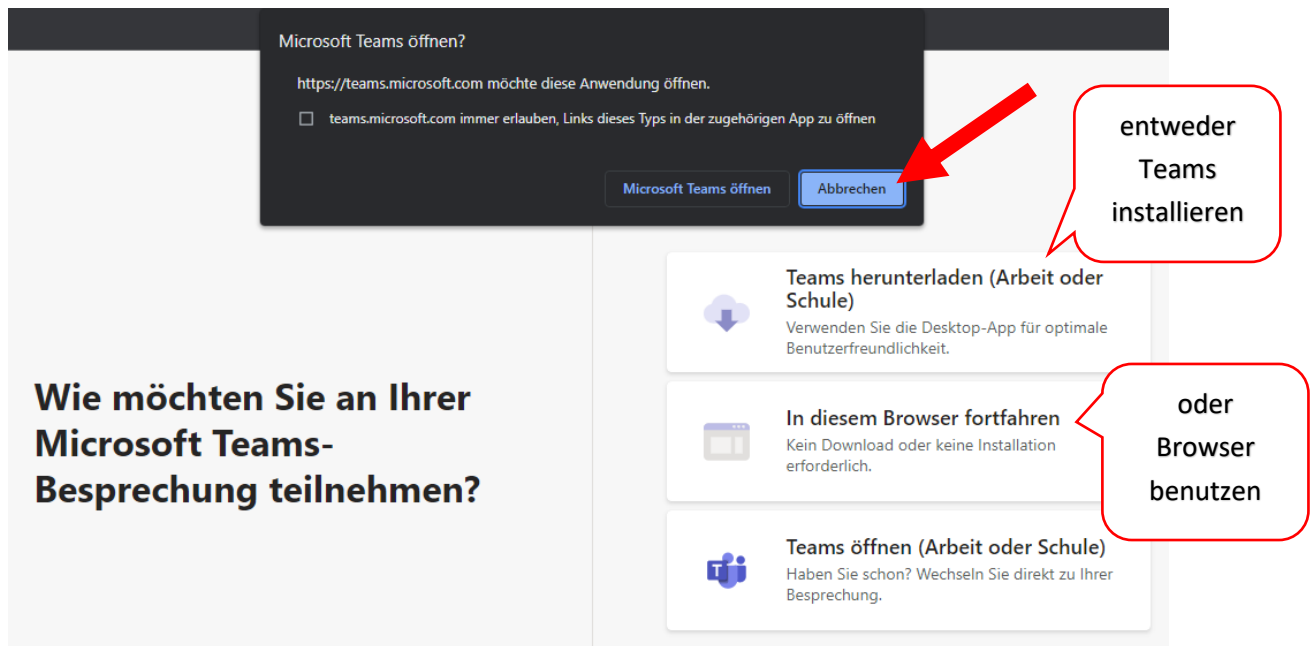 Microsoft Teams öffnen?
https://teams.microsoft.com möchte diese Anwendung öffnen.
teams.microsoft.com immer erlauben, Links dieses Typs in der zugehörigen App zu öffnen
Microsoft Teams öffnen
Abbrechen
entweder
Teams
installieren
Teams herunterladen (Arbeit oder
Schule)
Verwenden Sie die Desktop-App für optimale
Benutzerfreundlichkeit.
Wie möchten Sie an Ihrer
Microsoft Teams-
Besprechung teilnehmen?
In diesem Browser fortfahren
Kein Download oder keine Installation
erforderlich.
oder
Browser
benutzen
Teams öffnen (Arbeit oder Schule)
Haben Sie schon? Wechseln Sie direkt zu Ihrer
Besprechung.